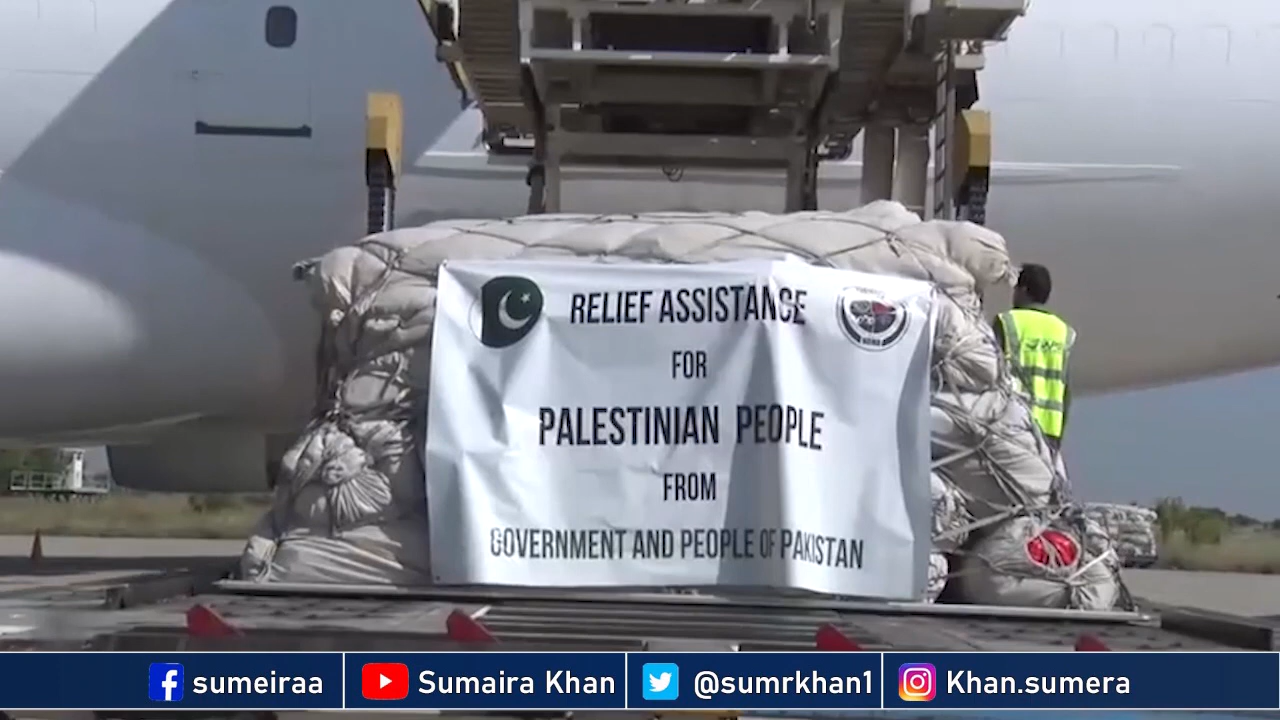 RELIEF ASSISTANCE
FOR
PALESTINIAN PEOPLE
FROM
GOVERNMENT AND PEOPLE OF PAKISTAN
sumeiraa
Sumaira Khan
@sumrkhan1
Khan.sumera